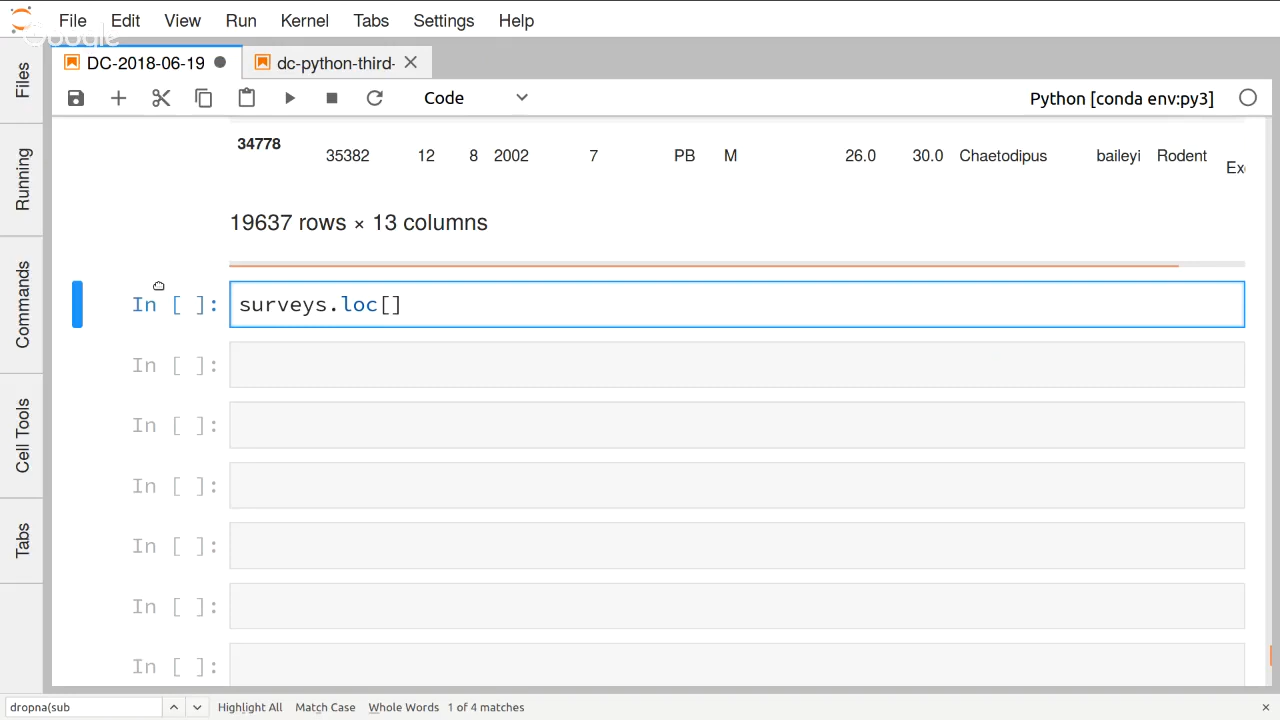 File Edit View Run Kernel Tabs Settings Help
Google
DC-2018-06-19 dc-python-third-
Code Python [conda env:py3]
34778 35382 12 8 2002 7 PB M 26.0 30.0 Chaetodipus baileyi Rodent Ex
19637 rows × 13 columns
In [ ]: surveys.loc[]
In [ ]:
In [ ]:
In [ ]:
In [ ]:
In [ ]:
In [ ]:
Files
Running
Commands
Cell Tools
Tabs
dropna(sub Highlight All Match Case Whole Words 1 of 4 matches